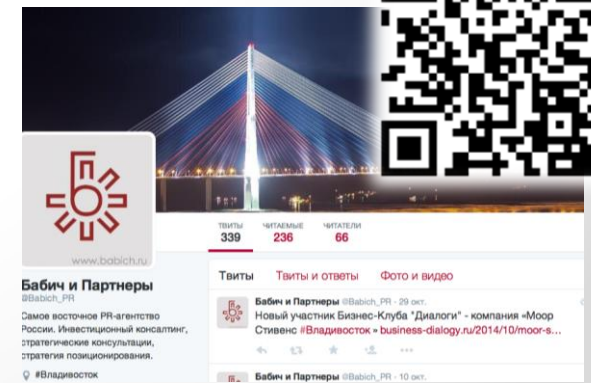 www.babich.ru
ТВИТЫ ЧИТАЕМЫЕ ЧИТАТЕЛИ
339 236 66
Бабич и Партнеры
@Babich_PR
Самое восточное PR-агентство
России. Инвестиционный консалтинг,
стратегические консультации,
стратегия позиционирования.
#Владивосток
Твиты Твиты и ответы Фото и видео
Бабич и Партнеры @Babich_PR · 29 окт.
Новый участник Бизнес-Клуба "Диалоги" - компания «Моор
Стивенс #Владивосток » business-dialogy.ru/2014/10/moor-s...
Бабич и Партнеры @Babich_PR · 10 окт.